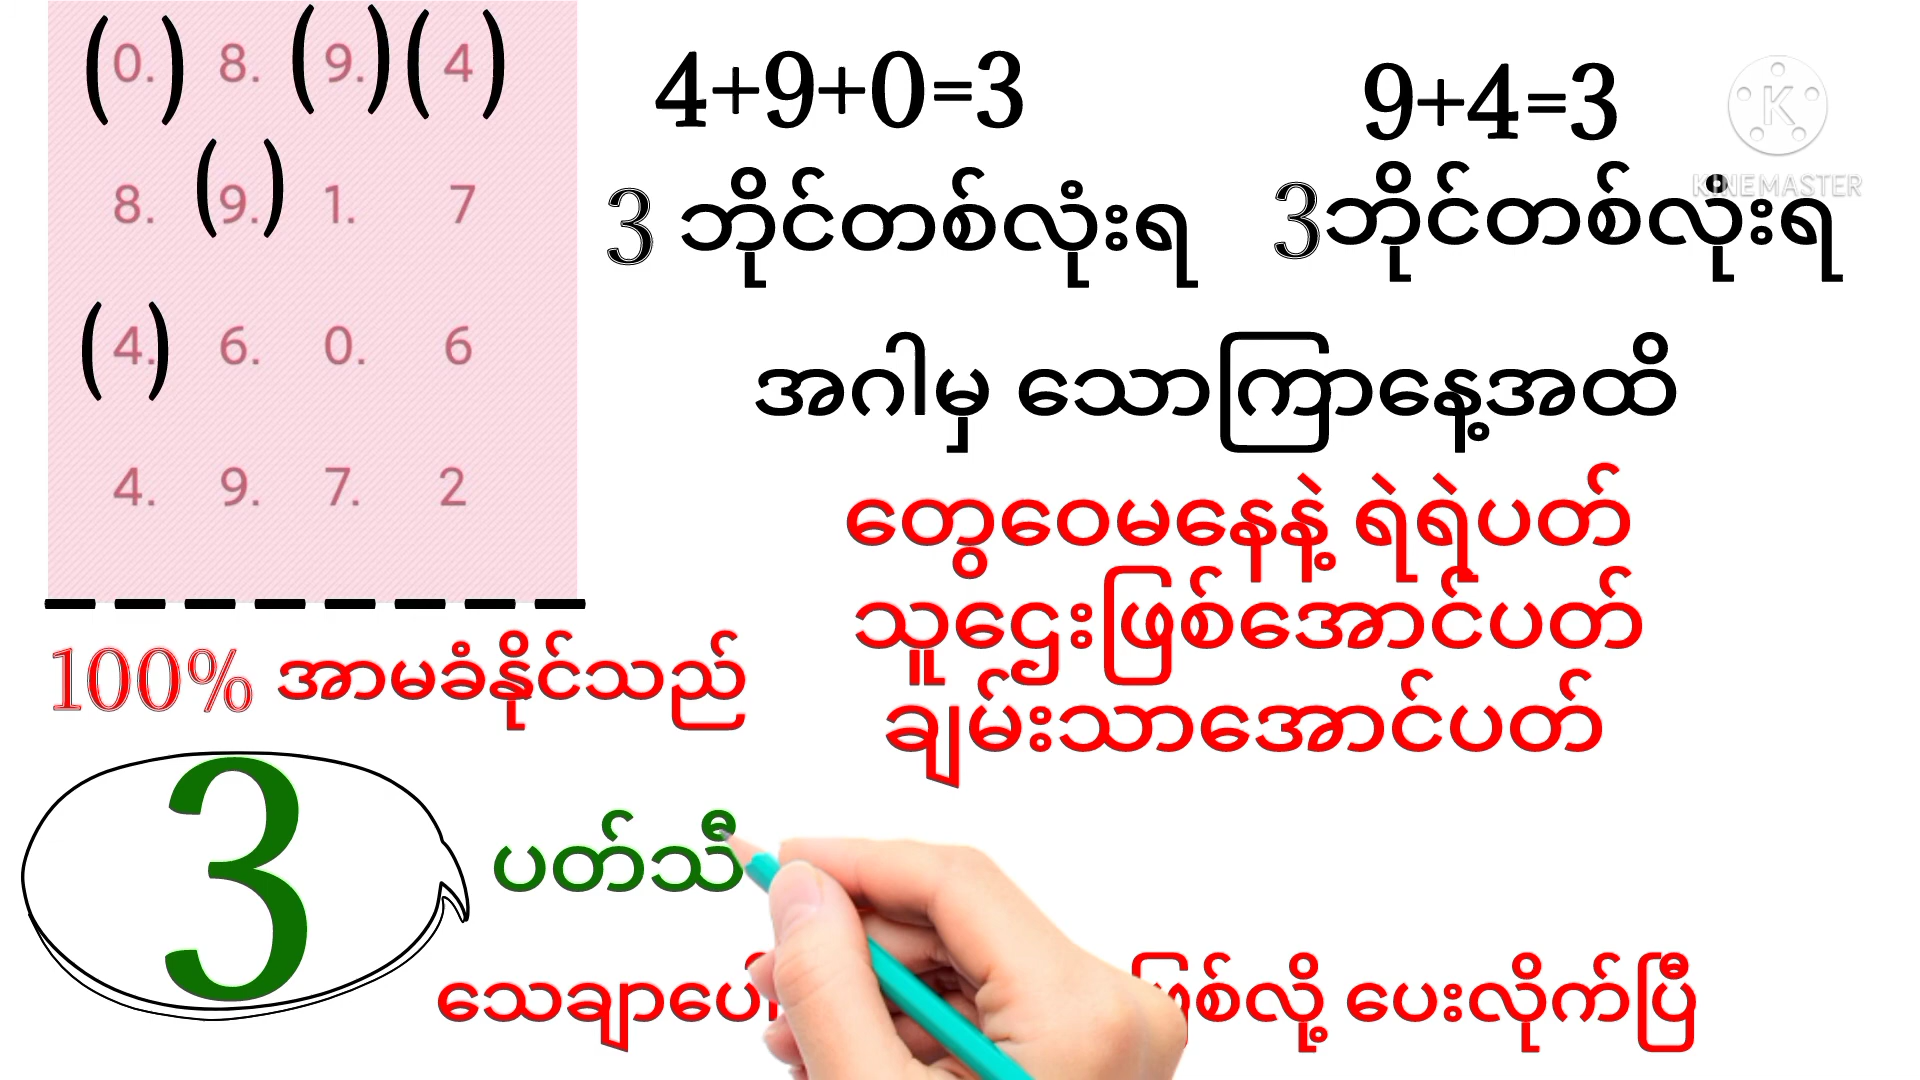 (0.) 8. (9.) (4)
8. (9.) 1. 7
(4.) 6. 0. 6
4. 9. 7. 2
4+9+0=3
3 ဘိုင်တစ်လုံးရ
9+4=3
3ဘိုင်တစ်လုံးရ
KINEMASTER
အင်္ဂါမှ သောကြာနေ့အထိ
တွေဝေမနေနဲ့ ရဲရဲပတ်
သူဌေးဖြစ်အောင်ပတ်
ချမ်းသာအောင်ပတ်
100% အာမခံနိုင်သည်
3
ပတ်သီး
သေချာပေါ် ဖြစ်လို့ ပေးလိုက်ပြီ